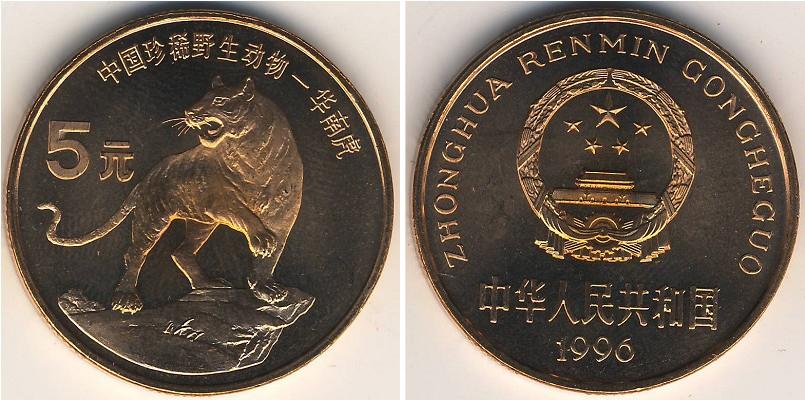 中国珍稀野生动物一华南虎
5元
ZHONGHUA RENMIN GONGHEGUO
中华人民共和国
1996